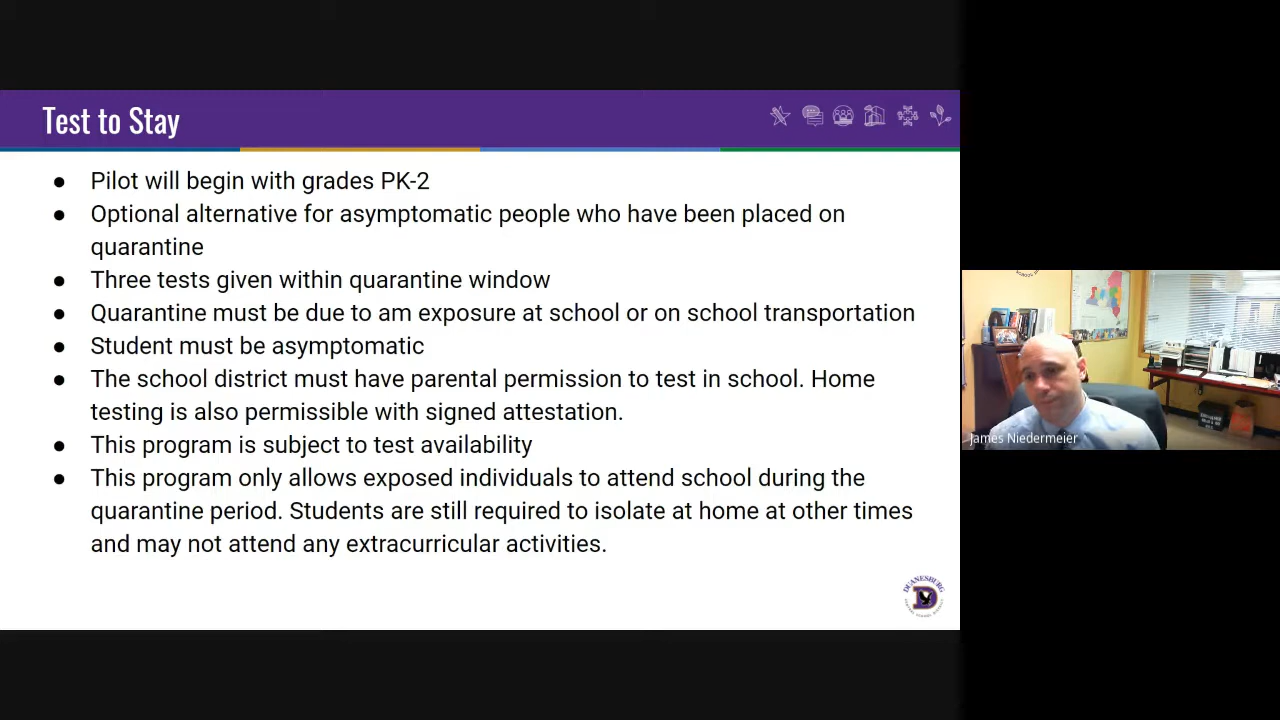 Test to Stay
● Pilot will begin with grades PK-2
● Optional alternative for asymptomatic people who have been placed on
quarantine
● Three tests given within quarantine window
● Quarantine must be due to am exposure at school or on school transportation
● Student must be asymptomatic
● The school district must have parental permission to test in school. Home
testing is also permissible with signed attestation.
● This program is subject to test availability
● This program only allows exposed individuals to attend school during the
quarantine period. Students are still required to isolate at home at other times
and may not attend any extracurricular activities.
DUANESBURG
D
James Niedermeier